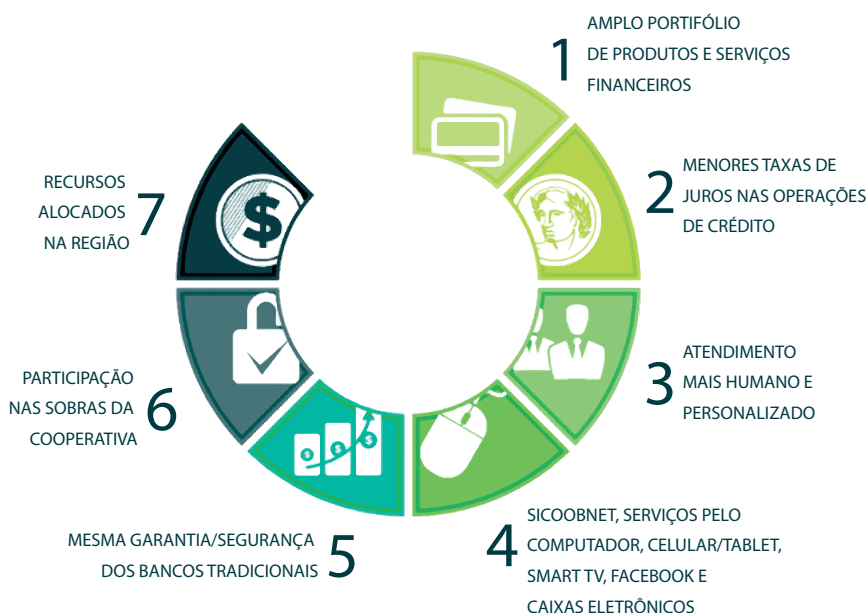 1
AMPLO PORTIFÓLIO
DE PRODUTOS E SERVIÇOS
FINANCEIROS
2
MENORES TAXAS DE
JUROS NAS OPERAÇÕES
DE CRÉDITO
3
ATENDIMENTO
MAIS HUMANO E
PERSONALIZADO
4
SICOOBNET, SERVIÇOS PELO
COMPUTADOR, CELULAR/TABLET,
SMART TV, FACEBOOK E
CAIXAS ELETRÔNICOS
5
MESMA GARANTIA/SEGURANÇA
DOS BANCOS TRADICIONAIS
6
PARTICIPAÇÃO
NAS SOBRAS DA
COOPERATIVA
7
RECURSOS
ALOCADOS
NA REGIÃO
$
$
$
$